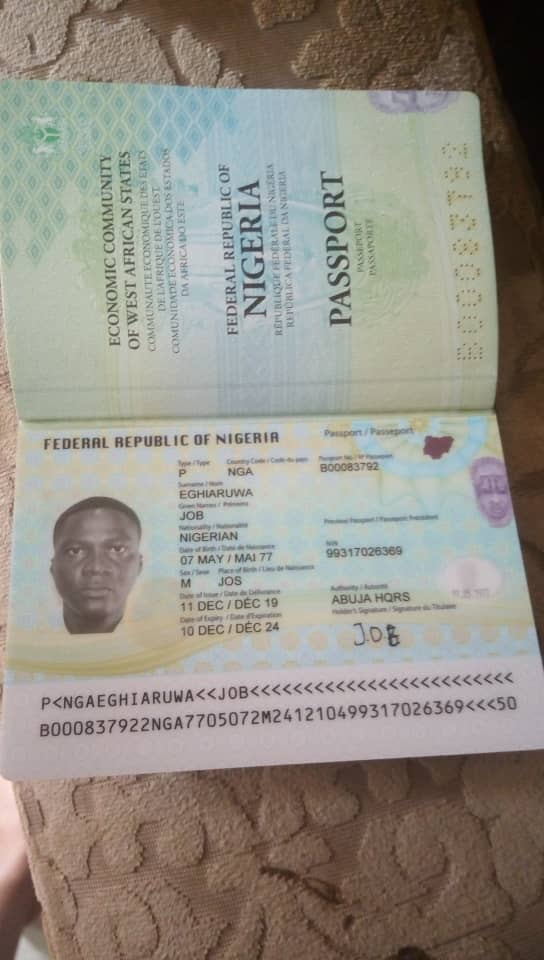 ECONOMIC COMMUNITY
OF WEST AFRICAN STATES
COMMUNAUTE ECONOMIQUE DES ETATS
DE L'AFRIQUE DE L'OUEST
COMUNIDADE ECONOMICA DOS ESTADOS
DA AFRICA DO ESTE
FEDERAL REPUBLIC OF
NIGERIA
RÉPUBLIQUE FÉDÉRALE DU NIGERIA
REPÚBLICA FEDERAL DA NIGERIA
PASSPORT
PASSEPORT
PASSAPORTE
B00083792
FEDERAL REPUBLIC OF NIGERIA
Passport / Passeport
Type / Type Country Code / Code du pays Passport No. / Nº Passeport
P NGA B00083792
Surname / Nom
EGHIARUWA
Given Names / Prénoms
JOB
Nationality / Nationalité Previous Passport / Passeport Précédent
NIGERIAN
Date of Birth / Date de Naissance NIN
07 MAY / MAI 77 99317026369
Sex / Sexe Place of Birth / Lieu de Naissance
M JOS
Date of Issue / Date de Délivrance Authority / Autorité
11 DEC / DÉC 19 ABUJA HQRS
Date of Expiry / Date d'Expiration Holder's Signature / Signature du Titulaire
10 DEC / DÉC 24 JOB
P<NGAEGHIARUWA<<JOB<<<<<<<<<<<<<<<<<<<<<<<<<
B000837922NGA7705072M241210499317026369<<<50